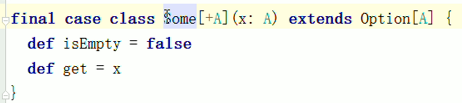 final case class Some[+A](x: A) extends Option[A] {
def isEmpty = false
def get = x
}